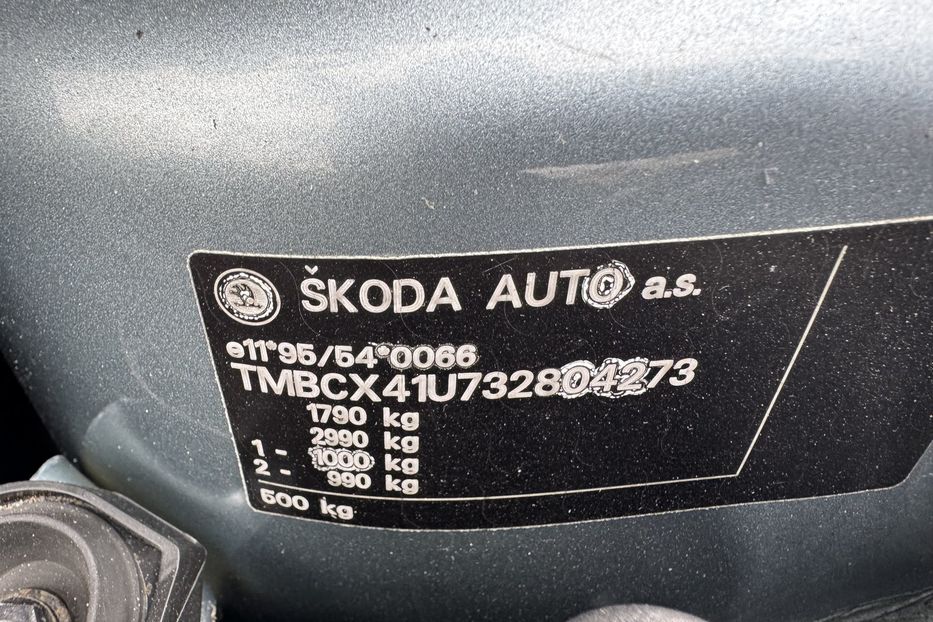 ŠKODA AUTO a.s.
e11*95/54*0066
TMBCX41U732804273
1790 kg
2990 kg
1 - 1000 kg
2 - 990 kg
500 kg